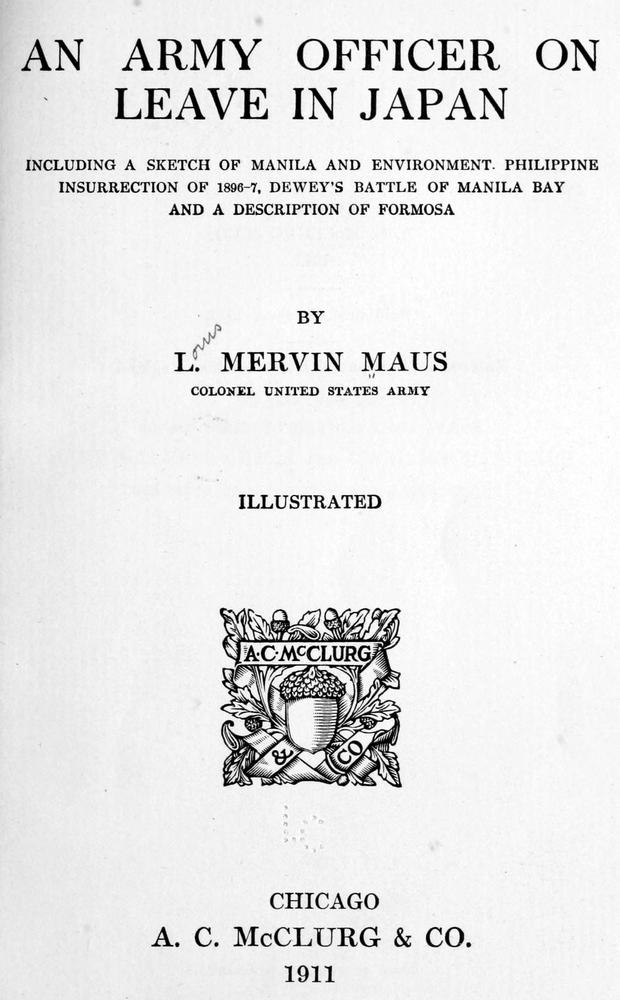 AN ARMY OFFICER ON
LEAVE IN JAPAN
INCLUDING A SKETCH OF MANILA AND ENVIRONMENT. PHILIPPINE
INSURRECTION OF 1896-7, DEWEY'S BATTLE OF MANILA BAY
AND A DESCRIPTION OF FORMOSA
BY
ouis
L. MERVIN MAUS
COLONEL UNITED STATES ARMY
ILLUSTRATED
A·C·McCLURG
& CO
LC
CHICAGO
A. C. McCLURG & CO.
1911